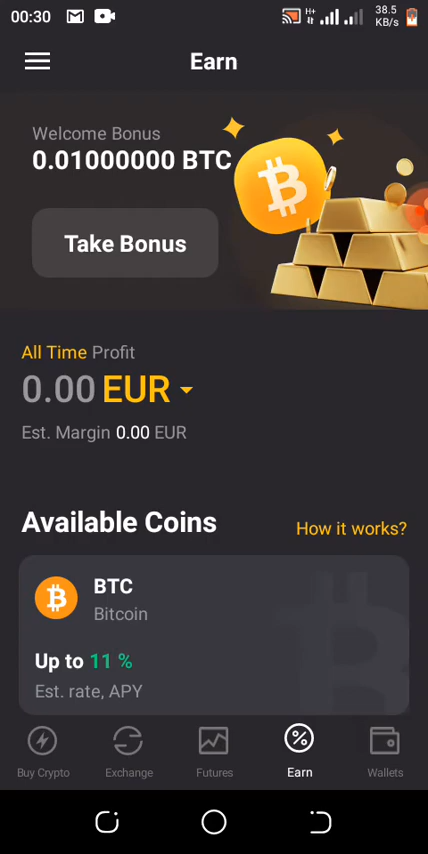 00:30
H+
38.5
KB/s
Earn
Welcome Bonus
0.01000000 BTC
Take Bonus
All Time Profit
0.00 EUR
Est. Margin 0.00 EUR
Available Coins
How it works?
BTC
Bitcoin
Up to 11 %
Est. rate, APY
Buy Crypto
Exchange
Futures
Earn
Wallets